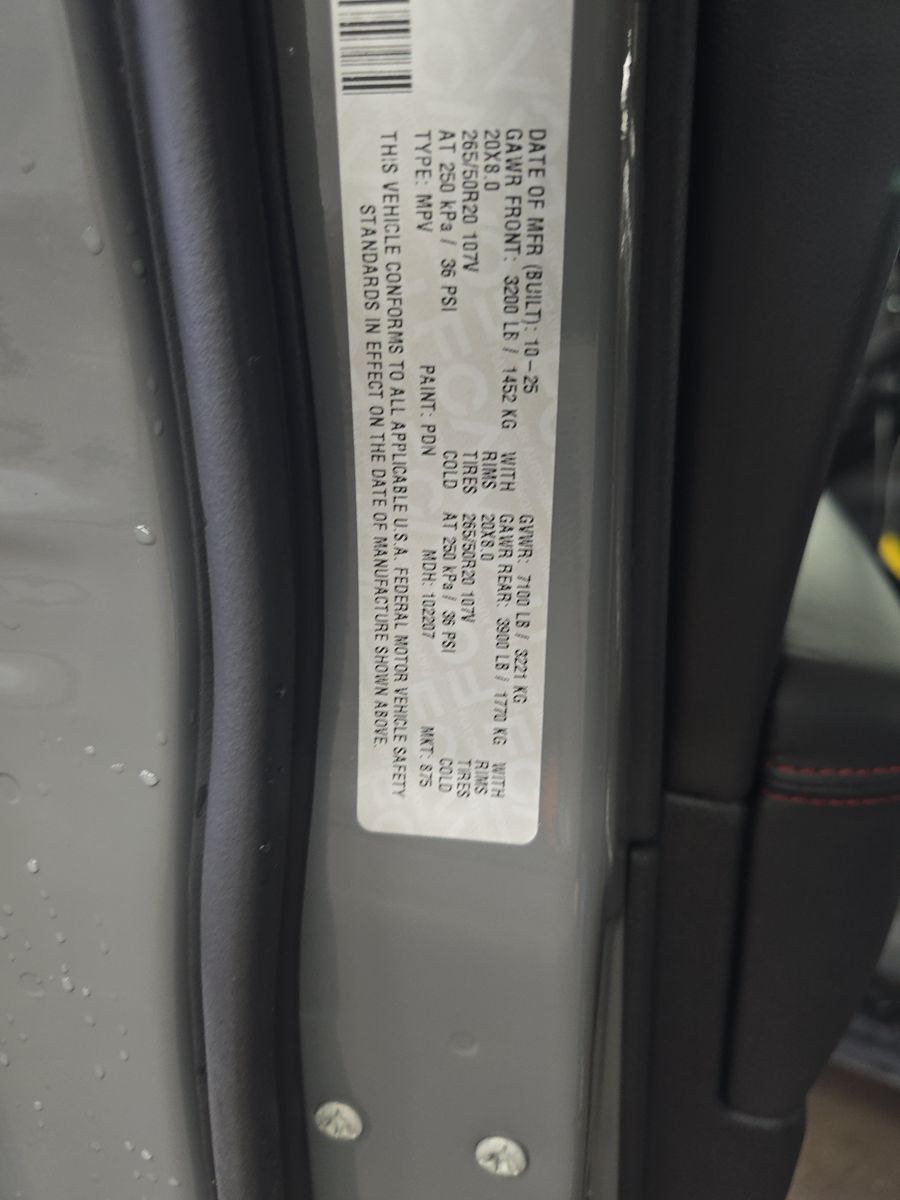 DATE OF MFR (BUILT): 10-25 GVWR: 7100 LB / 3221 KG
GAWR FRONT: 3200 LB / 1452 KG WITH GAWR REAR: 3900 LB / 1770 KG WITH
20X8.0 RIMS 20X8.0 RIMS
265/50R20 107V TIRES 265/50R20 107V TIRES
AT 250 kPa / 36 PSI COLD AT 250 kPa / 36 PSI COLD
TYPE: MPV PAINT: PDN MDH: 102207 MKT: 875
THIS VEHICLE CONFORMS TO ALL APPLICABLE U.S.A. FEDERAL MOTOR VEHICLE SAFETY
STANDARDS IN EFFECT ON THE DATE OF MANUFACTURE SHOWN ABOVE.